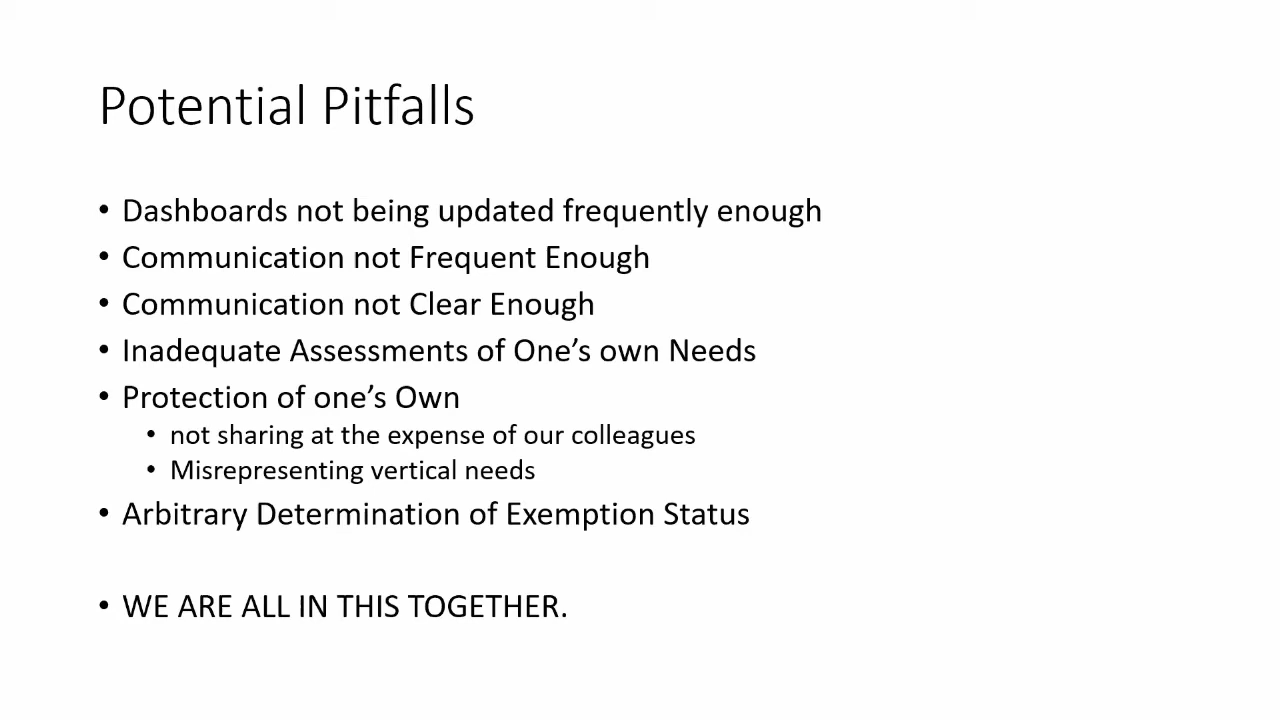 Potential Pitfalls
• Dashboards not being updated frequently enough
• Communication not Frequent Enough
• Communication not Clear Enough
• Inadequate Assessments of One’s own Needs
• Protection of one’s Own
• not sharing at the expense of our colleagues
• Misrepresenting vertical needs
• Arbitrary Determination of Exemption Status
• WE ARE ALL IN THIS TOGETHER.